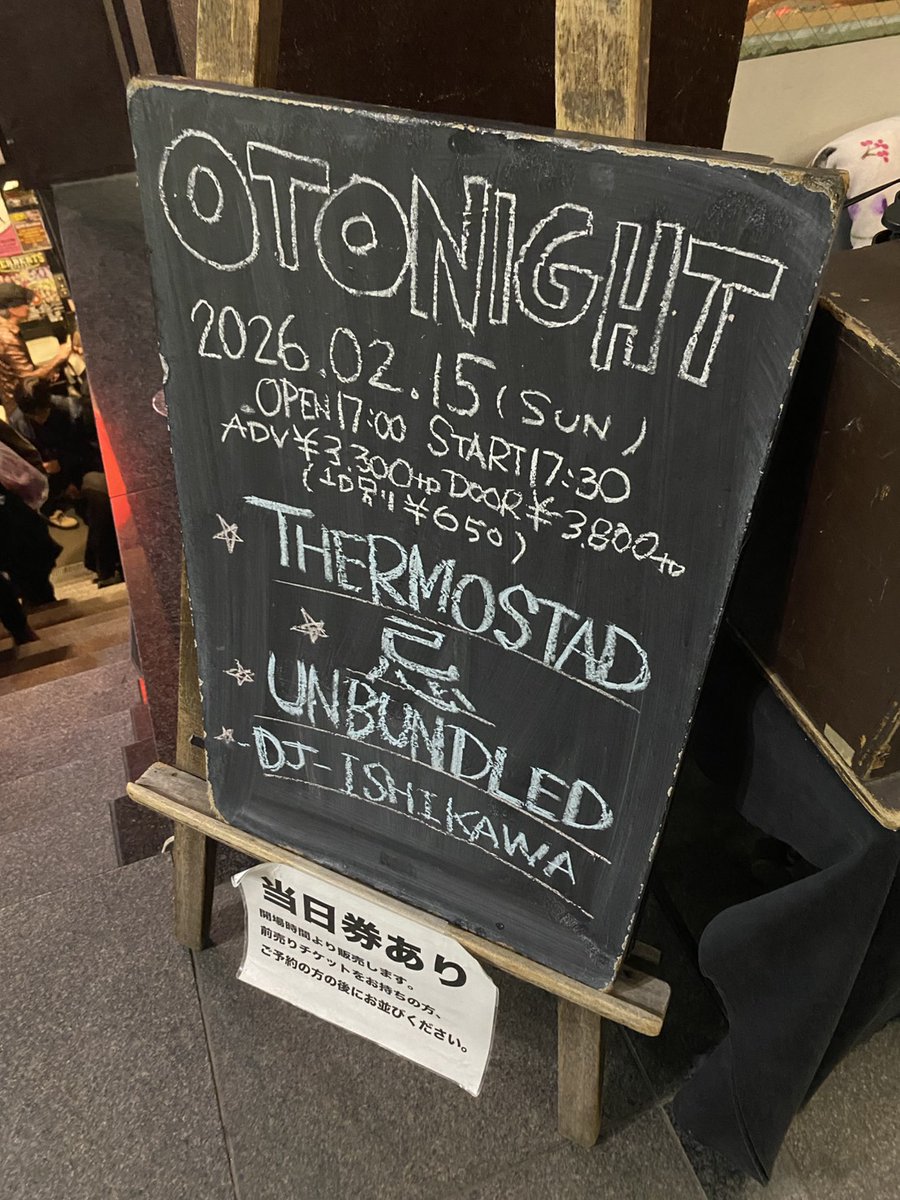 OTONIGHT
2026.02.15 (SUN)
OPEN 17:00 START 17:30
ADV ¥3.300+D DOOR ¥3.800+D
(1D別 ¥650)
THERMOSTAD
忌
UNBUNDLED
DJ-ISHIKAWA
当日券あり
開場時間より販売します。
前売りチケットをお持ちの方、
ご予約の方の後にお並びください。